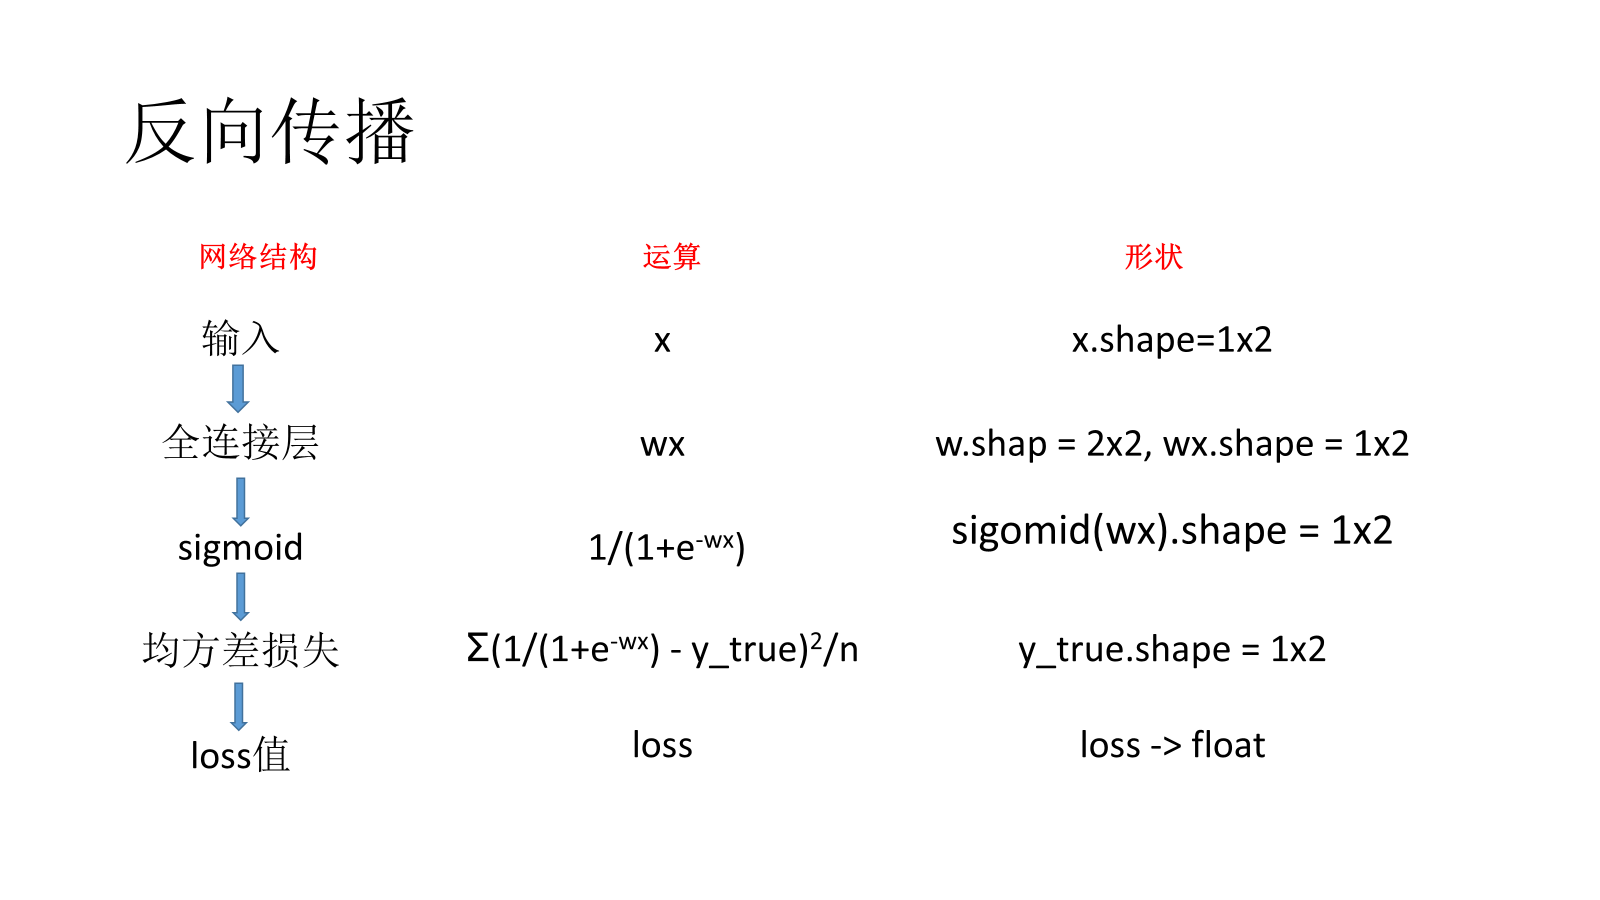 反向传播
网络结构 运算 形状
输入 x x.shape=1x2
全连接层 wx w.shap = 2x2, wx.shape = 1x2
sigmoid 1/(1+e⁻ʷˣ) sigomid(wx).shape = 1x2
均方差损失 Σ(1/(1+e⁻ʷˣ) - y_true)²/n y_true.shape = 1x2
loss值 loss loss -> float